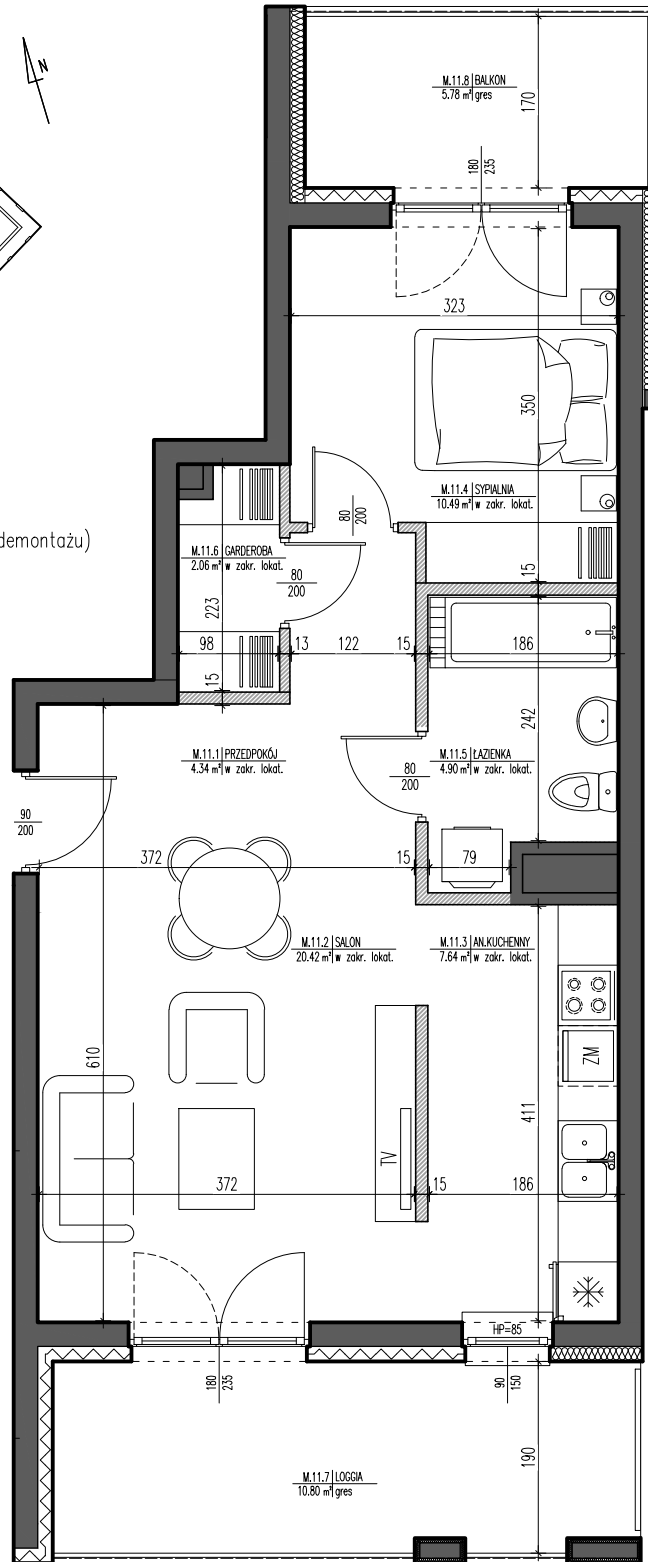 N
M.11.8 BALKON
5.78 m² gres
170
180
235
323
350
M.11.4 SYPIALNIA
10.49 m² w zakr. lokat.
80
200
demontażu)
M.11.6 GARDEROBA
2.06 m² w zakr. lokat.
80
200
15
223
98
13
122
15
186
15
242
M.11.1 PRZEDPOKÓJ
4.34 m² w zakr. lokat.
M.11.5 ŁAZIENKA
4.90 m² w zakr. lokat.
80
200
90
200
372
15
79
M.11.2 SALON
20.42 m² w zakr. lokat.
M.11.3 AN.KUCHENNY
7.64 m² w zakr. lokat.
610
ZM
411
TV
372
15
186
HP=85
180
235
90
150
190
M.11.7 LOGGIA
10.80 m² gres